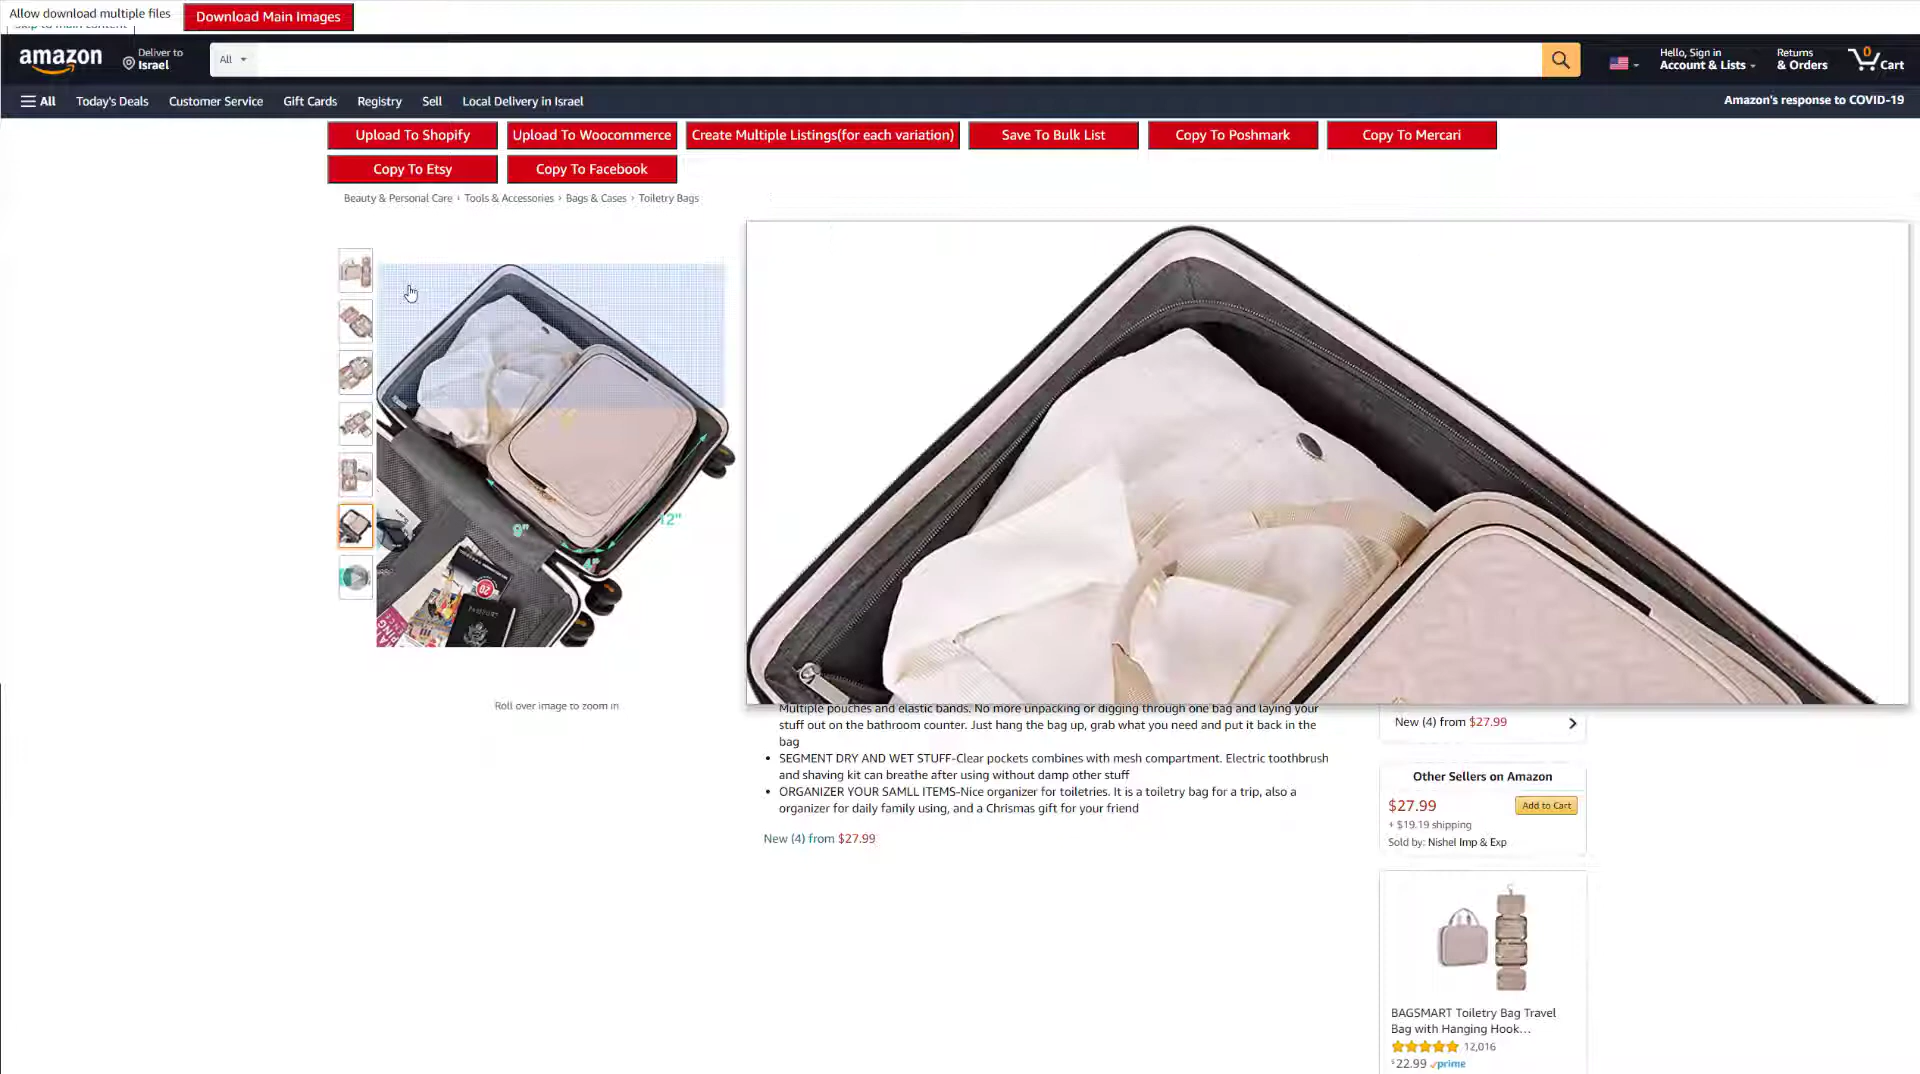 Allow download multiple files
Download Main Images
amazon
Deliver to
Israel
All
Hello, Sign in
Account & Lists
Returns
& Orders
0
Cart
All
Today's Deals
Customer Service
Gift Cards
Registry
Sell
Local Delivery in Israel
Amazon's response to COVID-19
Upload To Shopify
Upload To Woocommerce
Create Multiple Listings(for each variation)
Save To Bulk List
Copy To Poshmark
Copy To Mercari
Copy To Etsy
Copy To Facebook
Beauty & Personal Care › Tools & Accessories › Bags & Cases › Toiletry Bags
9"
12"
20
PASSPORT
Roll over image to zoom in
Multiple pouches and elastic bands. No more unpacking or digging through one bag and laying your
stuff out on the bathroom counter. Just hang the bag up, grab what you need and put it back in the
bag
• SEGMENT DRY AND WET STUFF-Clear pockets combines with mesh compartment. Electric toothbrush
and shaving kit can breathe after using without damp other stuff
• ORGANIZER YOUR SAMLL ITEMS-Nice organizer for toiletries. It is a toiletry bag for a trip, also a
organizer for daily family using, and a Chrismas gift for your friend
New (4) from $27.99
New (4) from $27.99
Other Sellers on Amazon
$27.99
Add to Cart
+ $19.19 shipping
Sold by: Nishel Imp & Exp
BAGSMART Toiletry Bag Travel
Bag with Hanging Hook...
12,016
$22.99 prime